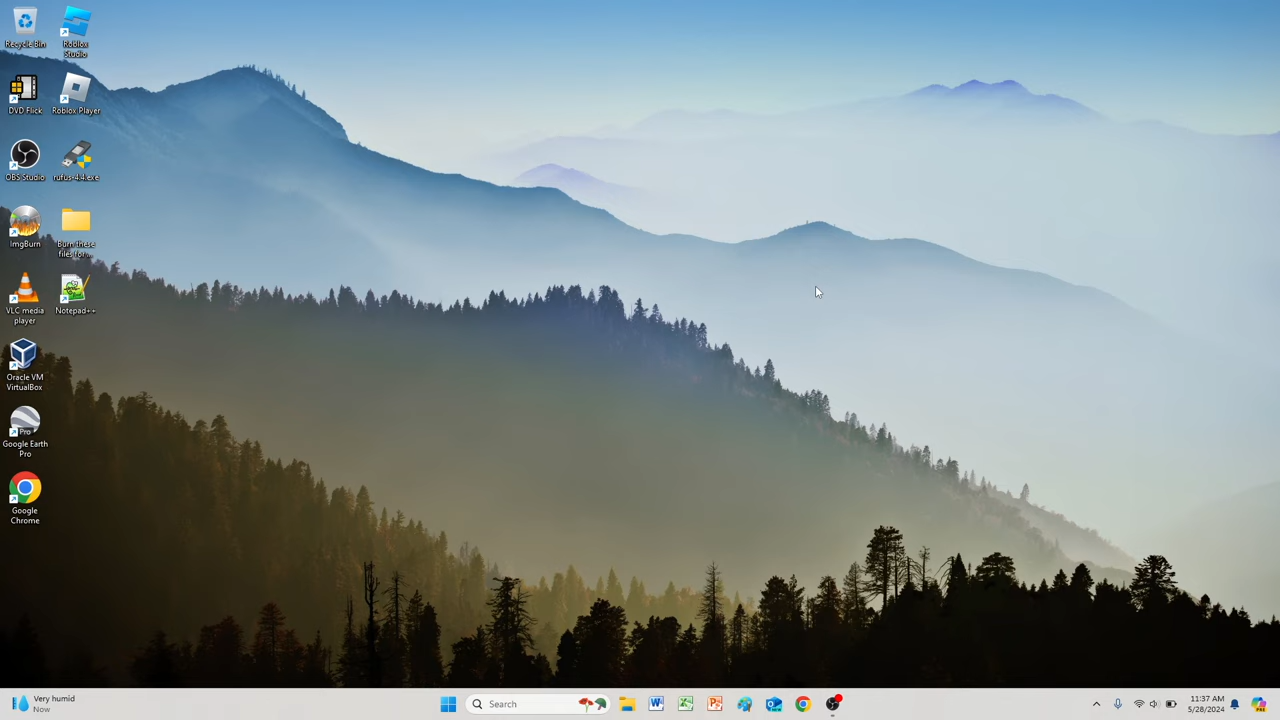 Recycle Bin
Roblox
Studio
DVD Flick
Roblox Player
OBS Studio
rufus-4.4.exe
ImgBurn
Burn these
files for...
VLC media
player
Notepad++
Oracle VM
VirtualBox
Pro
Google Earth
Pro
Google
Chrome
Very humid
Now
Search
11:37 AM
5/28/2024